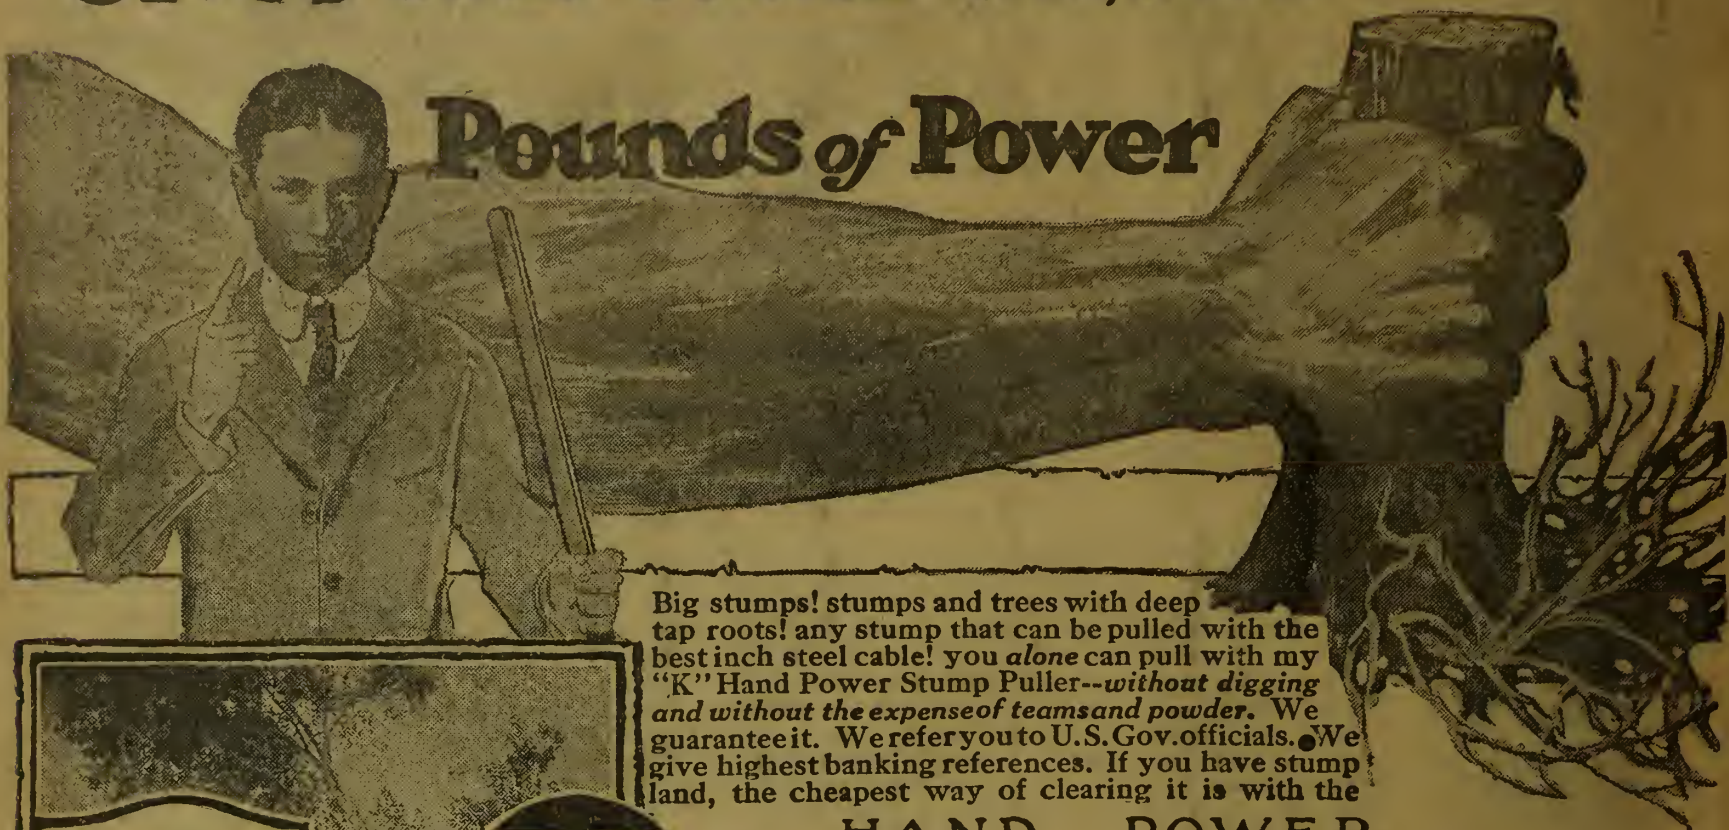 Pounds of Power
Big stumps! stumps and trees with deep
tap roots! any stump that can be pulled with the
best inch steel cable! you alone can pull with my
“K” Hand Power Stump Puller--without digging
and without the expense of teams and powder. We
guarantee it. We refer you to U.S. Gov. officials. We
give highest banking references. If you have stump
land, the cheapest way of clearing it is with the
HAND POWER